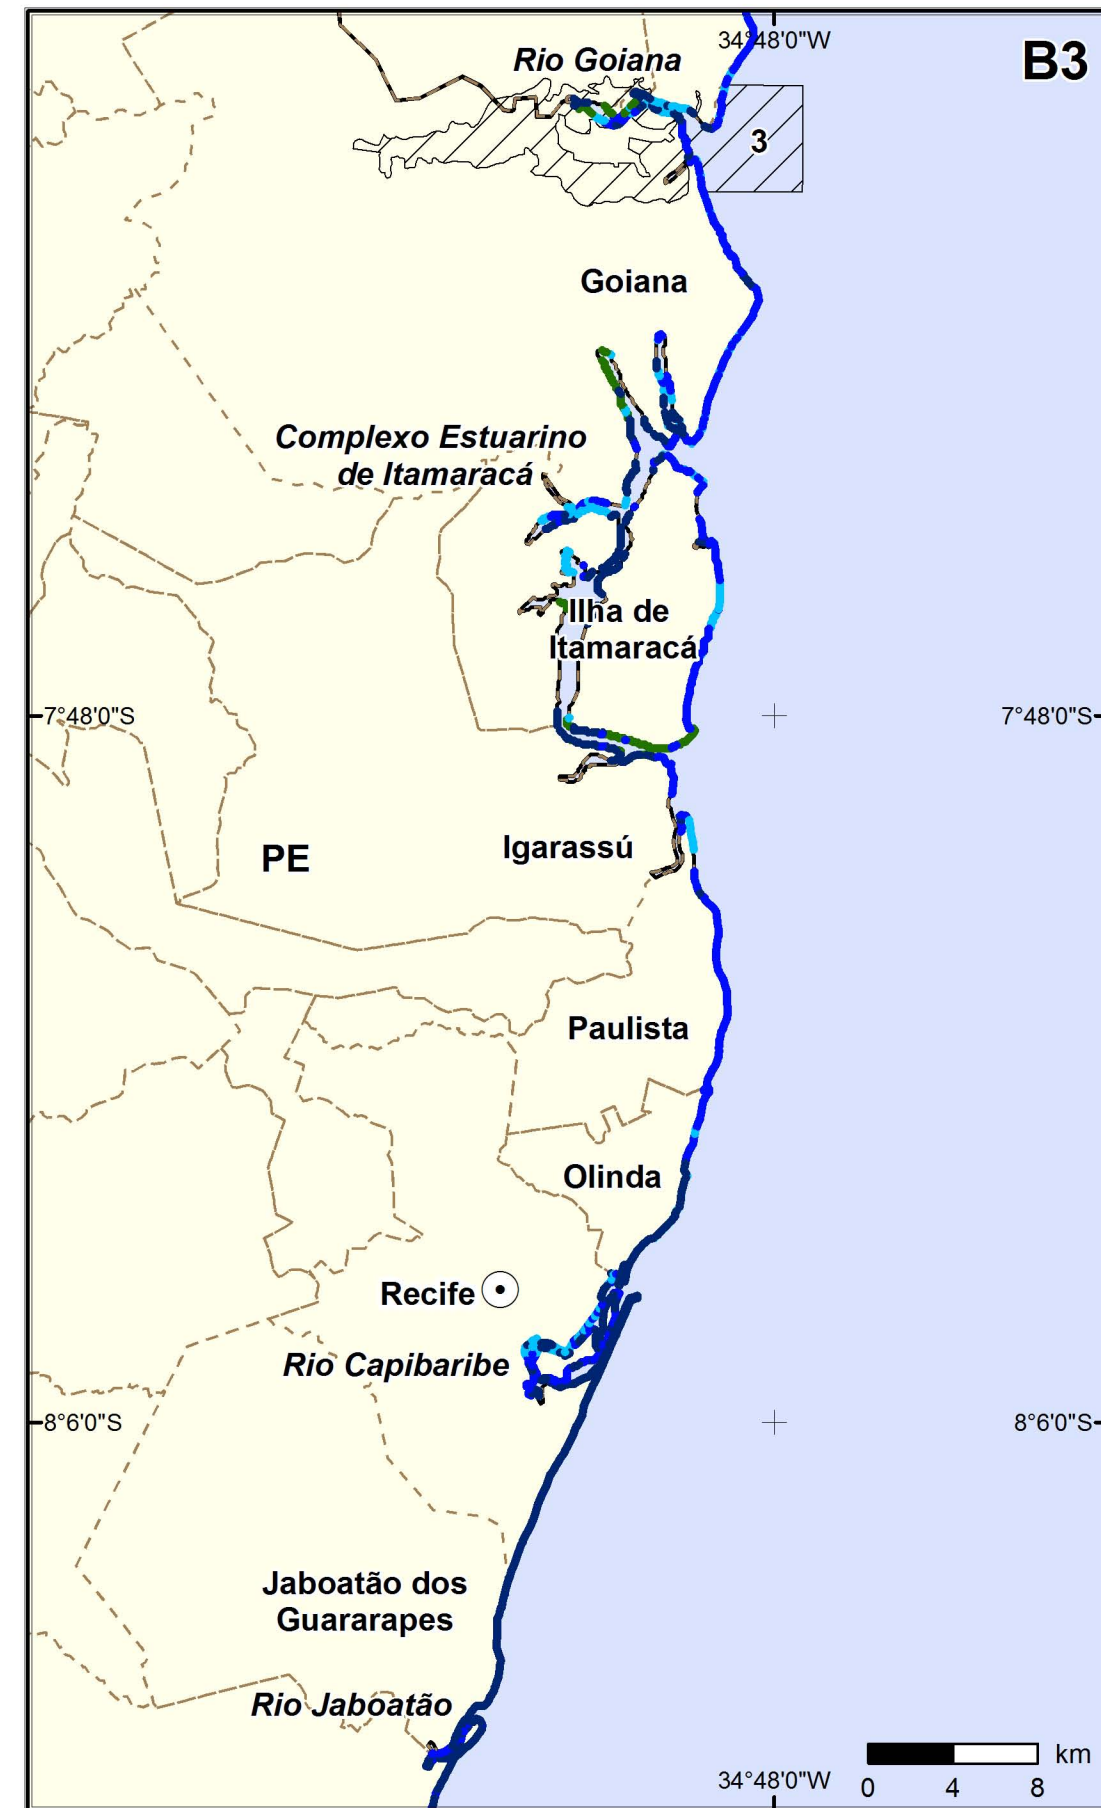 34°48'0"W
B3
Rio Goiana
3
Goiana
Complexo Estuarino
de Itamaracá
Ilha de
Itamaracá
7°48'0"S
7°48'0"S
Igarassú
PE
Paulista
Olinda
Recife
Rio Capibaribe
8°6'0"S
8°6'0"S
Jaboatão dos
Guararapes
Rio Jaboatão
34°48'0"W
km
0 4 8